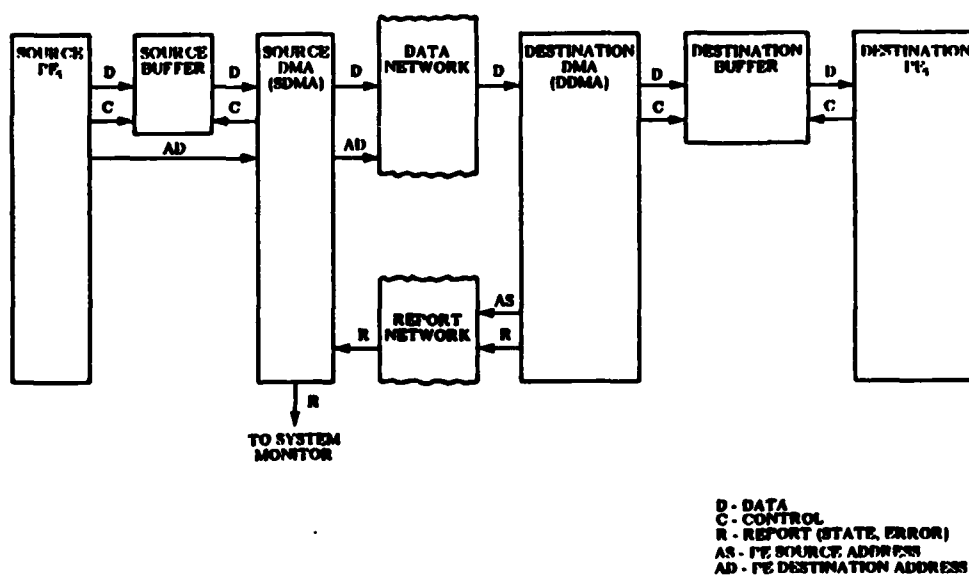 SOURCE
PE₁
SOURCE
BUFFER
SOURCE
DMA
(SDMA)
DATA
NETWORK
DESTINATION
DMA
(DDMA)
DESTINATION
BUFFER
DESTINATION
D
D
D
D
D
D
C
C
C
C
AD
AD
AS
REPORT
NETWORK
R
R
R
TO SYSTEM
MONITOR
D - DATA
C - CONTROL
R - REPORT (STATE, ERROR)
AS - PE SOURCE ADDRESS
AD - PE DESTINATION ADDRESS